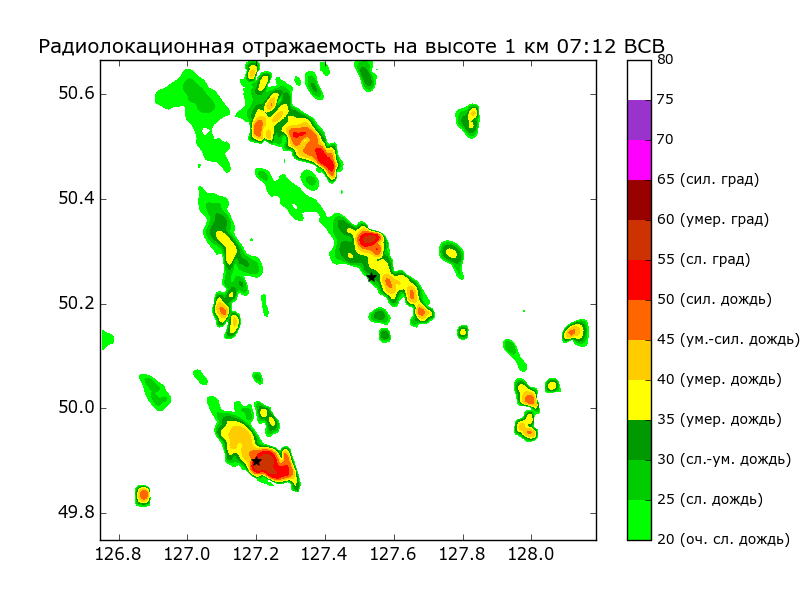 Радиолокационная отражаемость на высоте 1 км 07:12 ВСВ
50.6
50.4
50.2
50.0
49.8
126.8 127.0 127.2 127.4 127.6 127.8 128.0
80
75
70
65 (сил. град)
60 (умер. град)
55 (сл. град)
50 (сил. дождь)
45 (ум.-сил. дождь)
40 (умер. дождь)
35 (умер. дождь)
30 (сл.-ум. дождь)
25 (сл. дождь)
20 (оч. сл. дождь)